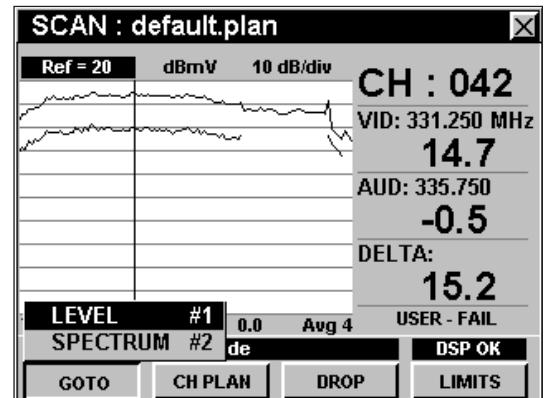 SCAN : default.plan
Ref = 20 dBmV 10 dB/div
CH : 042
VID: 331.250 MHz
14.7
AUD: 335.750
-0.5
DELTA:
15.2
USER - FAIL
LEVEL #1
SPECTRUM #2
0.0 Avg 4
de
DSP OK
GOTO CH PLAN DROP LIMITS